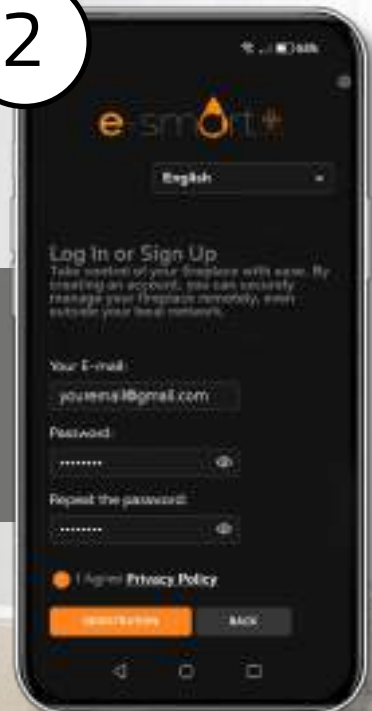 2
68%
e-smart+
English
Log In or Sign Up
Take control of your fireplace with ease. By
creating an account, you can securely
manage your fireplace remotely, even
outside your local network.
Your E-mail:
youremail@gmail.com
Password:
••••••••
Repeat the password:
••••••••
I Agree Privacy Policy
REGISTRATION
BACK